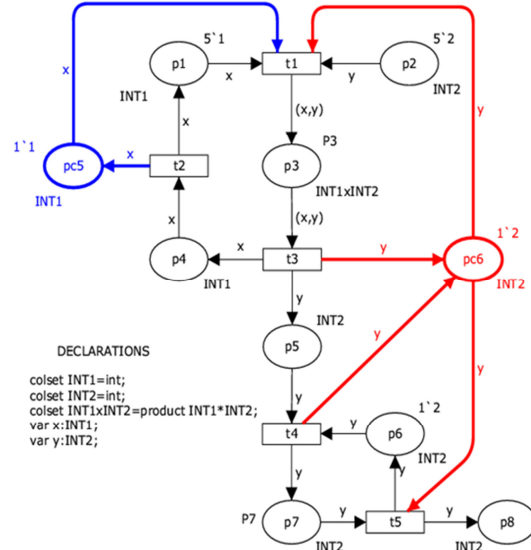 5`1
5`2
p1
x
t1
y
p2
x
INT1
INT2
y
x
(x,y)
P3
1`1
x
pc5
t2
p3
INT1
INT1xINT2
x
(x,y)
1`2
p4
x
t3
y
pc6
INT1
INT2
y
INT2
p5
y
y
DECLARATIONS
colset INT1=int;
colset INT2=int;
colset INT1xINT2=product INT1*INT2;
var x:INT1;
var y:INT2;
y
1`2
t4
y
p6
INT2
y
y
P7
p7
y
t5
y
p8
INT2
INT2